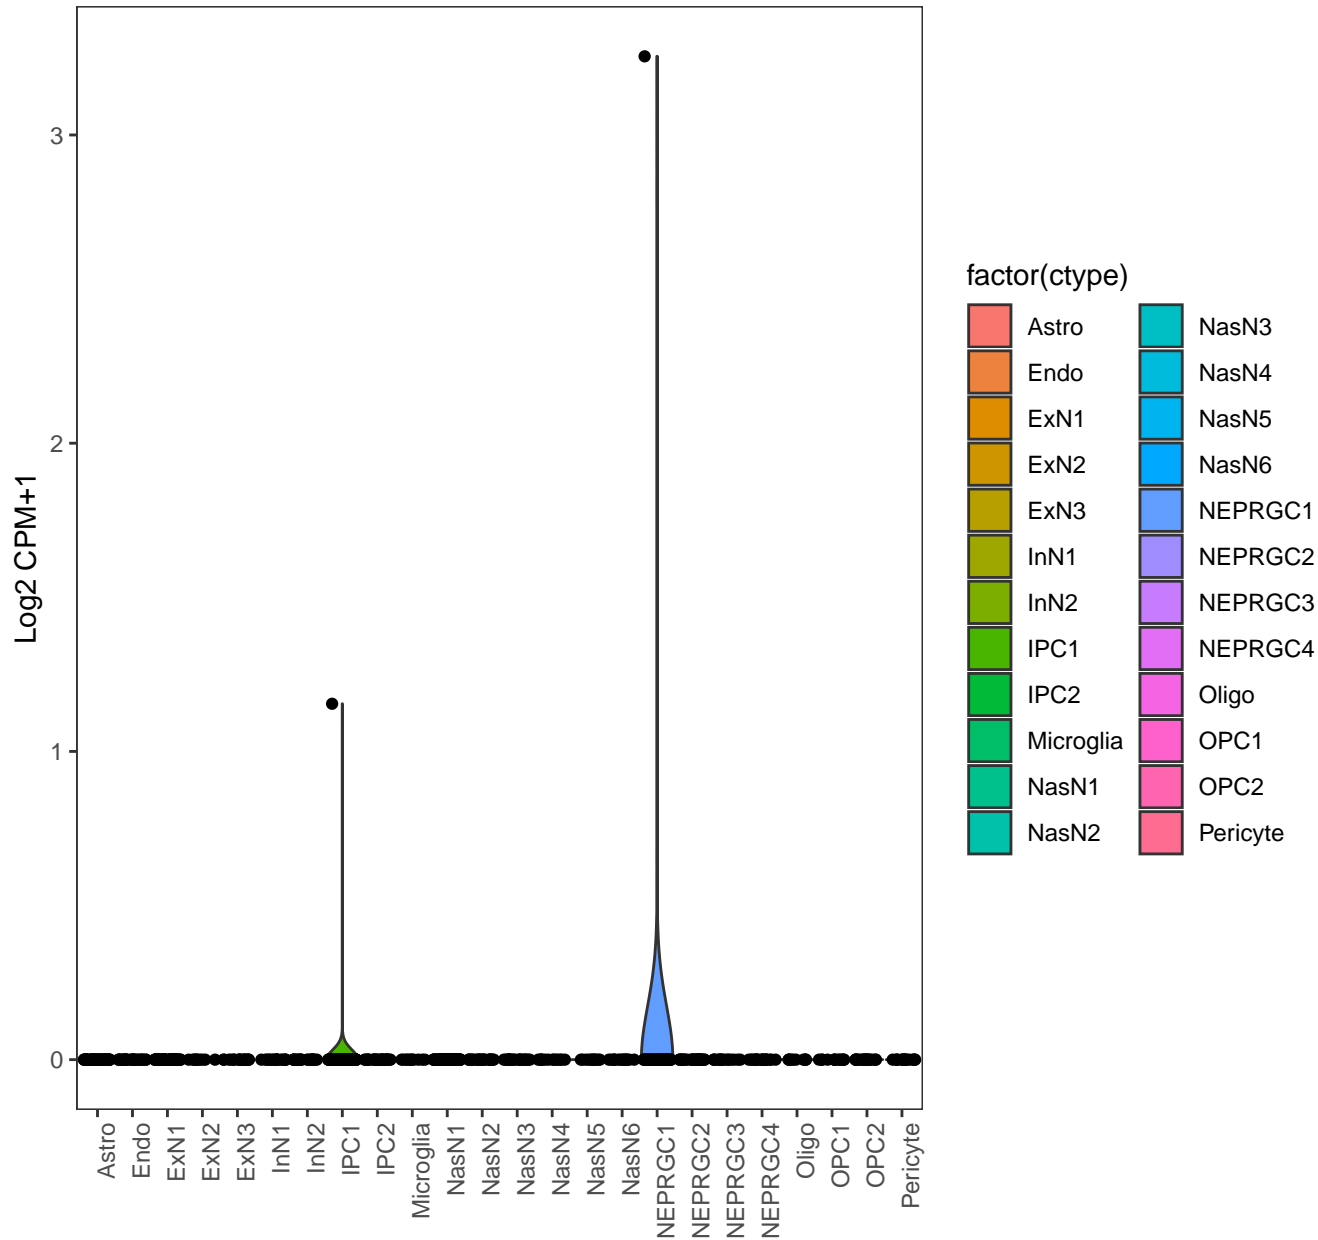 3
2
1
0
Log2 CPM+1
Astro
Endo
ExN1
ExN2
ExN3
InN1
InN2
IPC1
IPC2
Microglia
NasN1
NasN2
NasN3
NasN4
NasN5
NasN6
NEPRGC1
NEPRGC2
NEPRGC3
NEPRGC4
Oligo
OPC1
OPC2
Pericyte
factor(ctype)
Astro
Endo
ExN1
ExN2
ExN3
InN1
InN2
IPC1
IPC2
Microglia
NasN1
NasN2
NasN3
NasN4
NasN5
NasN6
NEPRGC1
NEPRGC2
NEPRGC3
NEPRGC4
Oligo
OPC1
OPC2
Pericyte